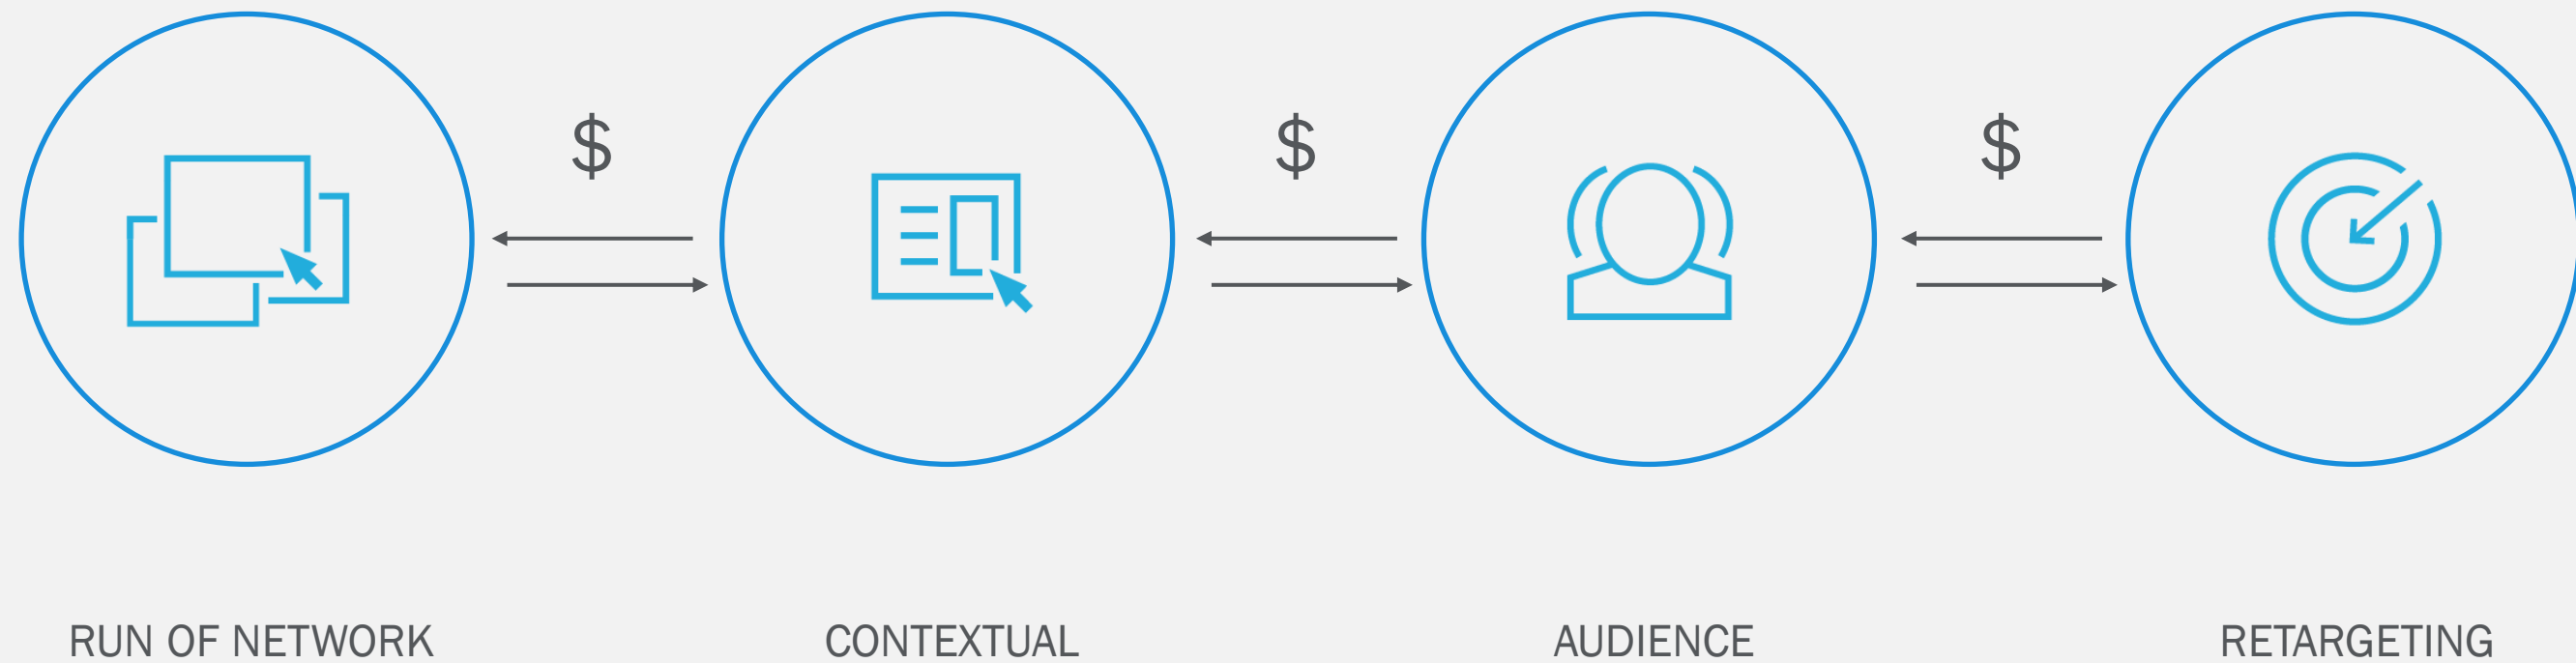 $ $ $
RUN OF NETWORK CONTEXTUAL AUDIENCE RETARGETING